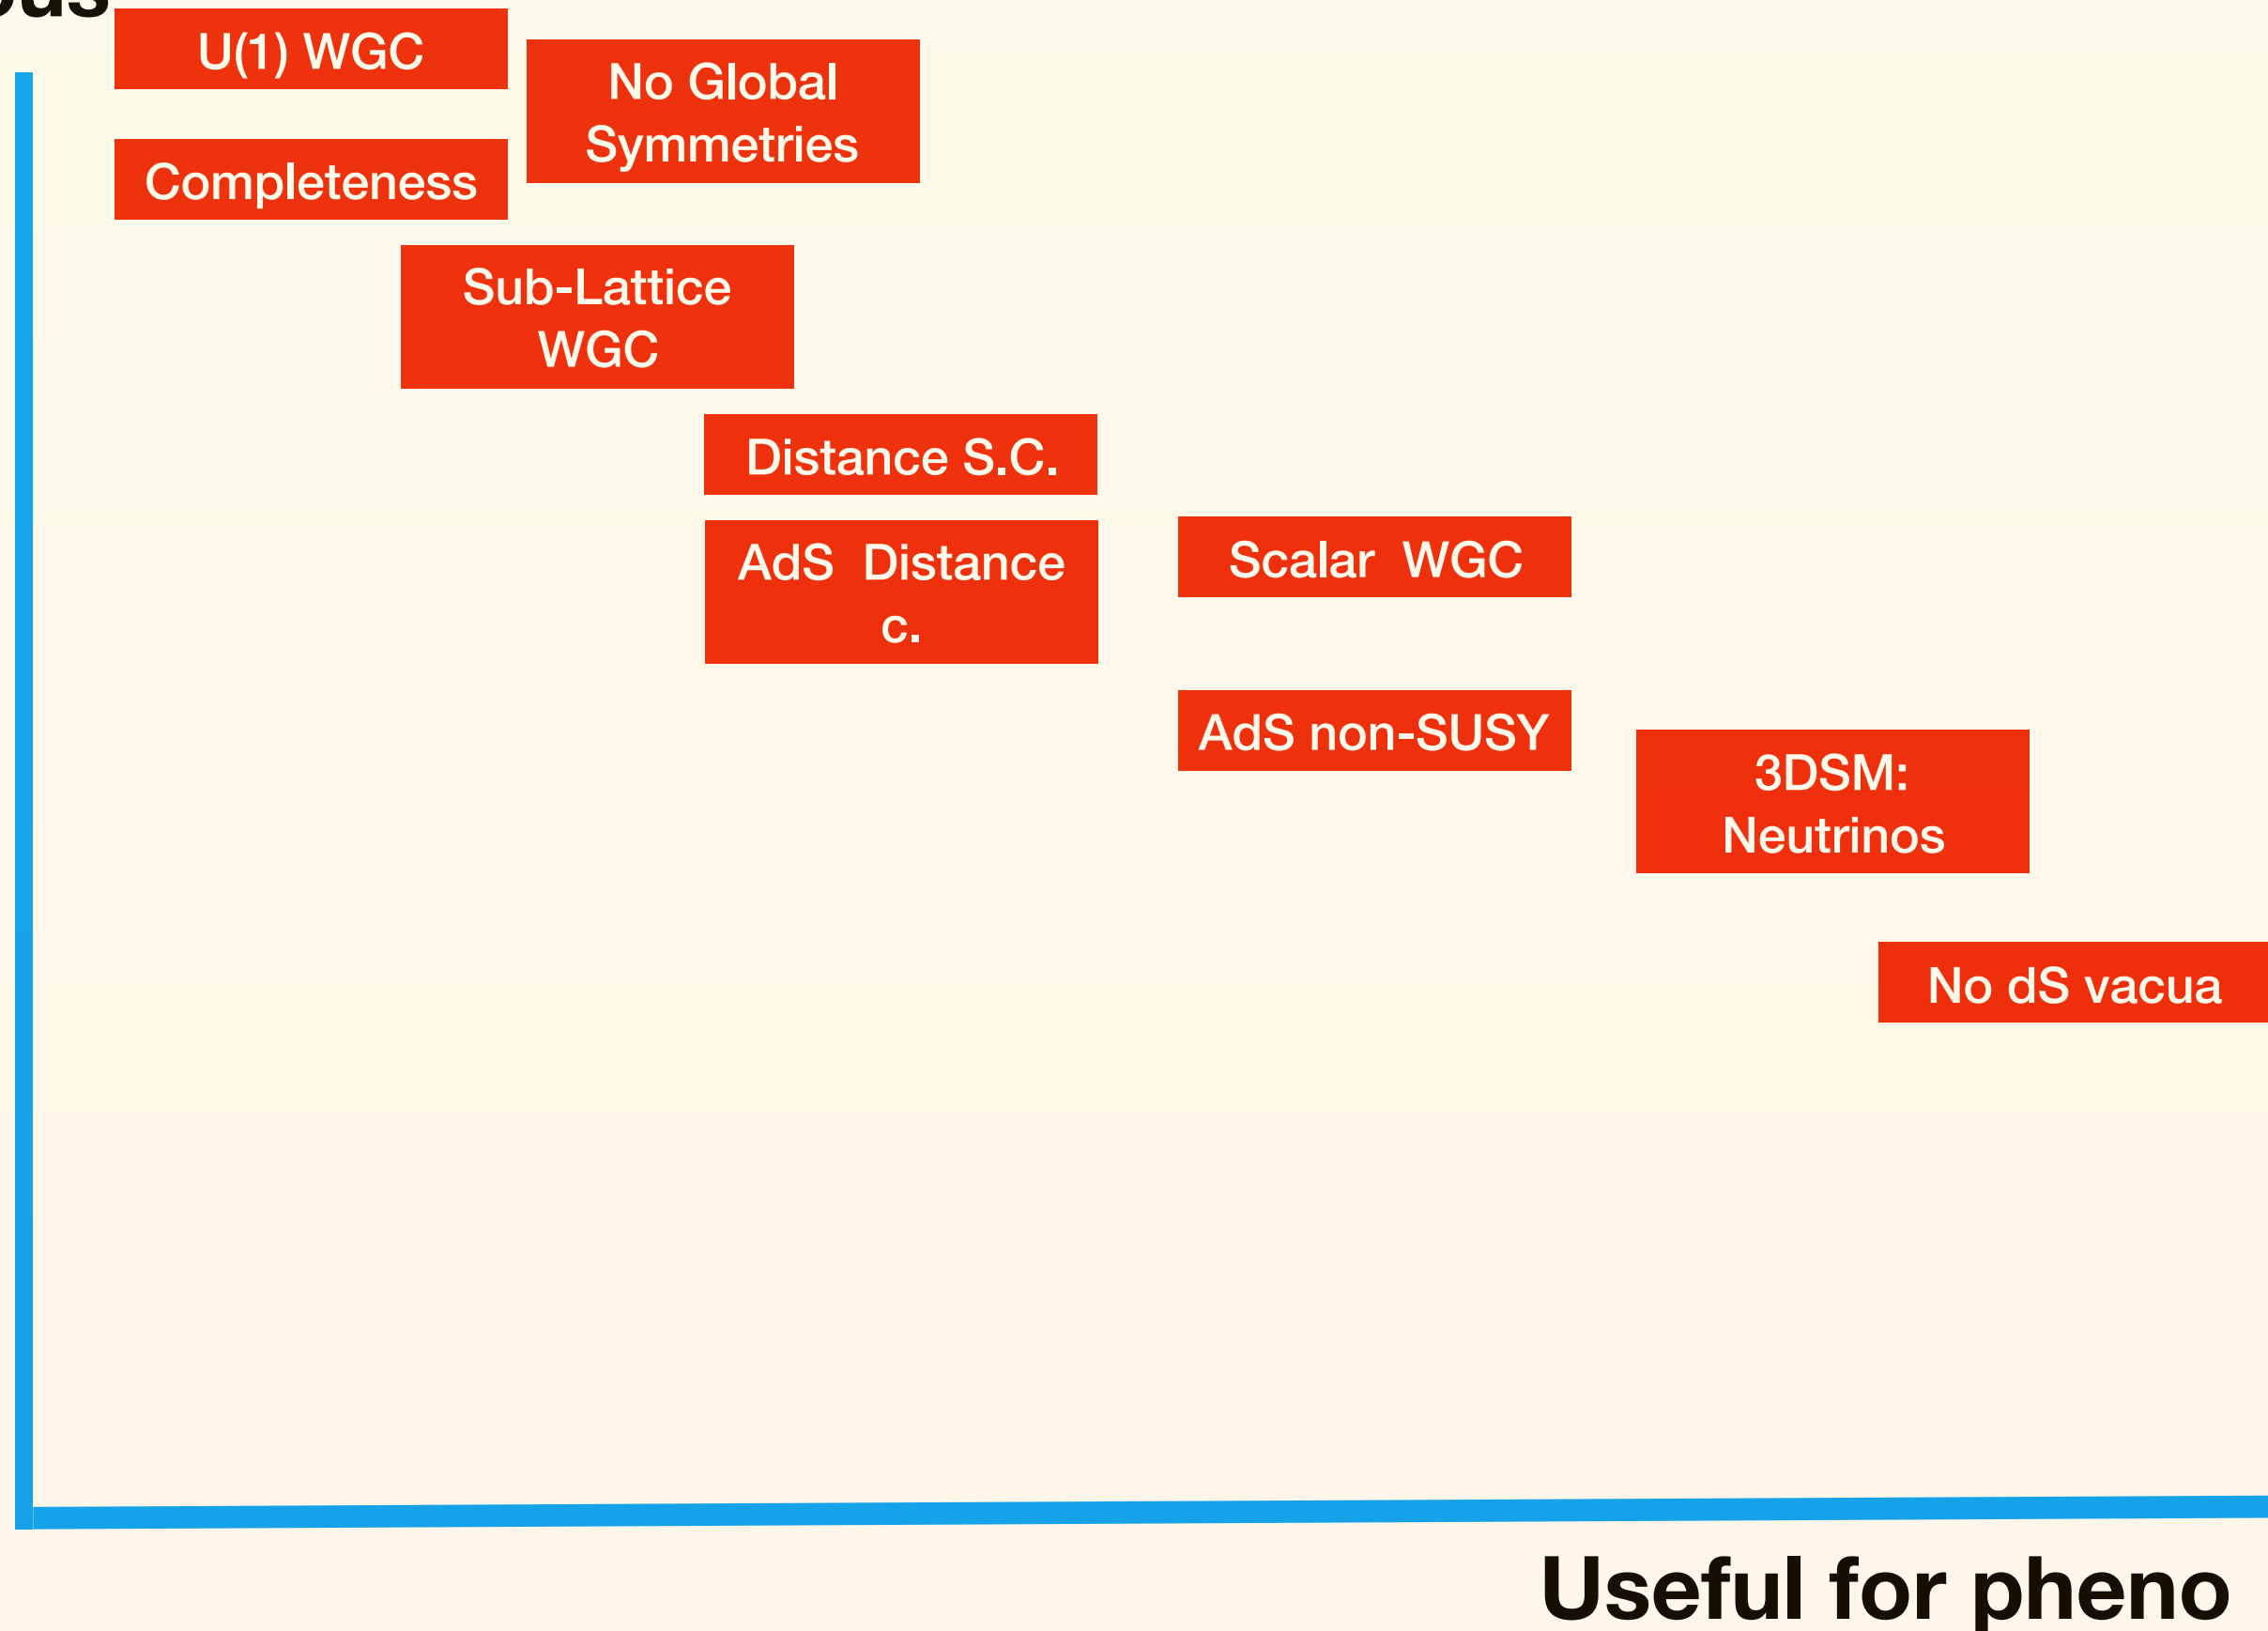 U(1) WGC
No Global
Symmetries
Completeness
Sub-Lattice
WGC
Distance S.C.
AdS Distance
c.
Scalar WGC
AdS non-SUSY
3DSM:
Neutrinos
No dS vacua
Useful for pheno